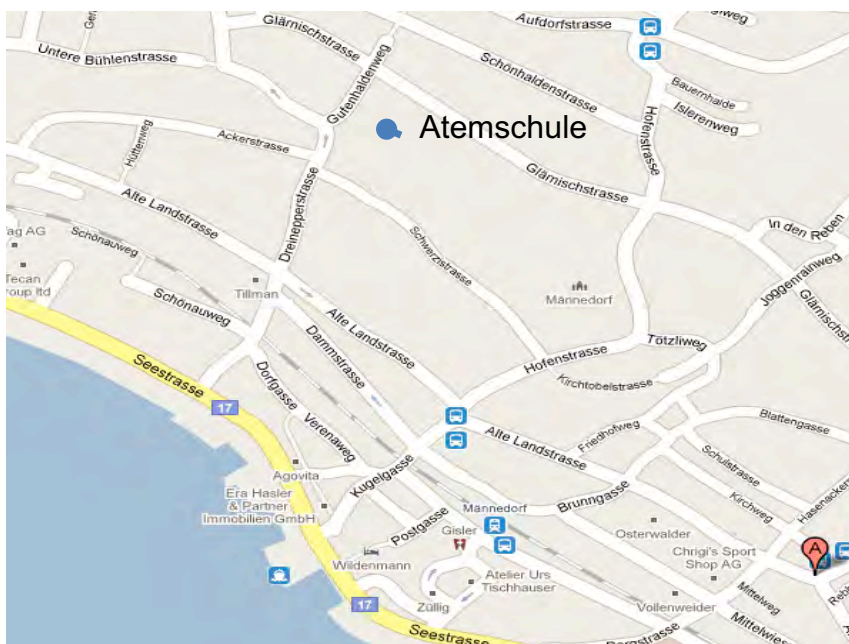 Glärnischstrasse
Aufdorfstrasse
Untere Bühlenstrasse
Gutenhaldenweg
Schönhaldenstrasse
Bauernhalde
Islerenweg
Atemschule
Ackerstrasse
Hüttenweg
Hofenstrasse
Glärnischstrasse
Alte Landstrasse
Dreinepperstrasse
Schwerzistrasse
In den Reben
Joggenrainweg
Schönauweg
Tecan
Tillman
Männedorf
Glärnischst
Schönauweg
Dammstrasse
Alte Landstrasse
Hofenstrasse
Tötzliweg
Seestrasse
Dorfgasse
Kirchtobelstrasse
17
Verenaweg
Friedhofweg
Blattengasse
Alte Landstrasse
Schulstrasse
Agovita
Kugelgasse
Kirchweg
Hasenackers
Era Hasler
& Partner
Immobilien GmbH
Männedorf
Brunngasse
Postgasse
Gisler
Osterwalder
Chrigi's Sport
Shop AG
A
Wildenmann
Atelier Urs
Tischhauser
Mittelweg
17
Züllig
Vollenweider
Seestrasse